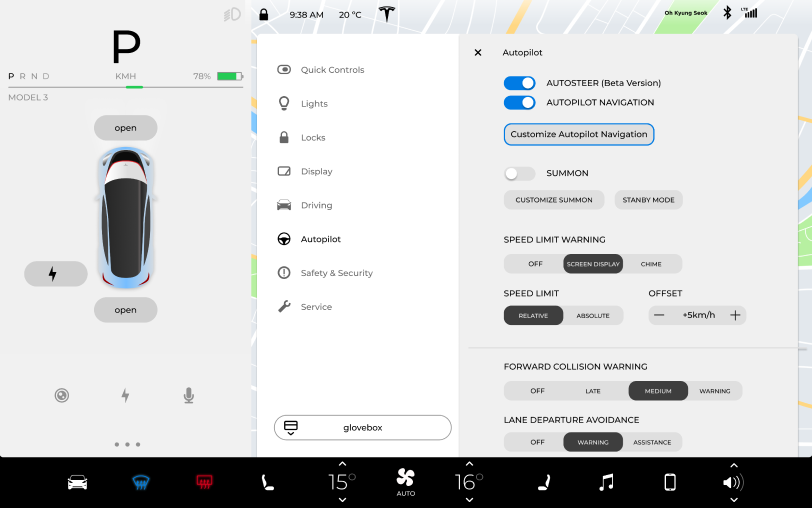 9:38 AM 20 °C
Oh Kyung Seok
LTE
P
P R N D KMH 78%
MODEL 3
open
open
Quick Controls
Lights
Locks
Display
Driving
Autopilot
Safety & Security
Service
glovebox
Autopilot
AUTOSTEER (Beta Version)
AUTOPILOT NAVIGATION
Customize Autopilot Navigation
SUMMON
CUSTOMIZE SUMMON STANBY MODE
SPEED LIMIT WARNING
OFF SCREEN DISPLAY CHIME
SPEED LIMIT OFFSET
RELATIVE ABSOLUTE +5km/h
FORWARD COLLISION WARNING
OFF LATE MEDIUM WARNING
LANE DEPARTURE AVOIDANCE
OFF WARNING ASSISTANCE
15° 16°
AUTO